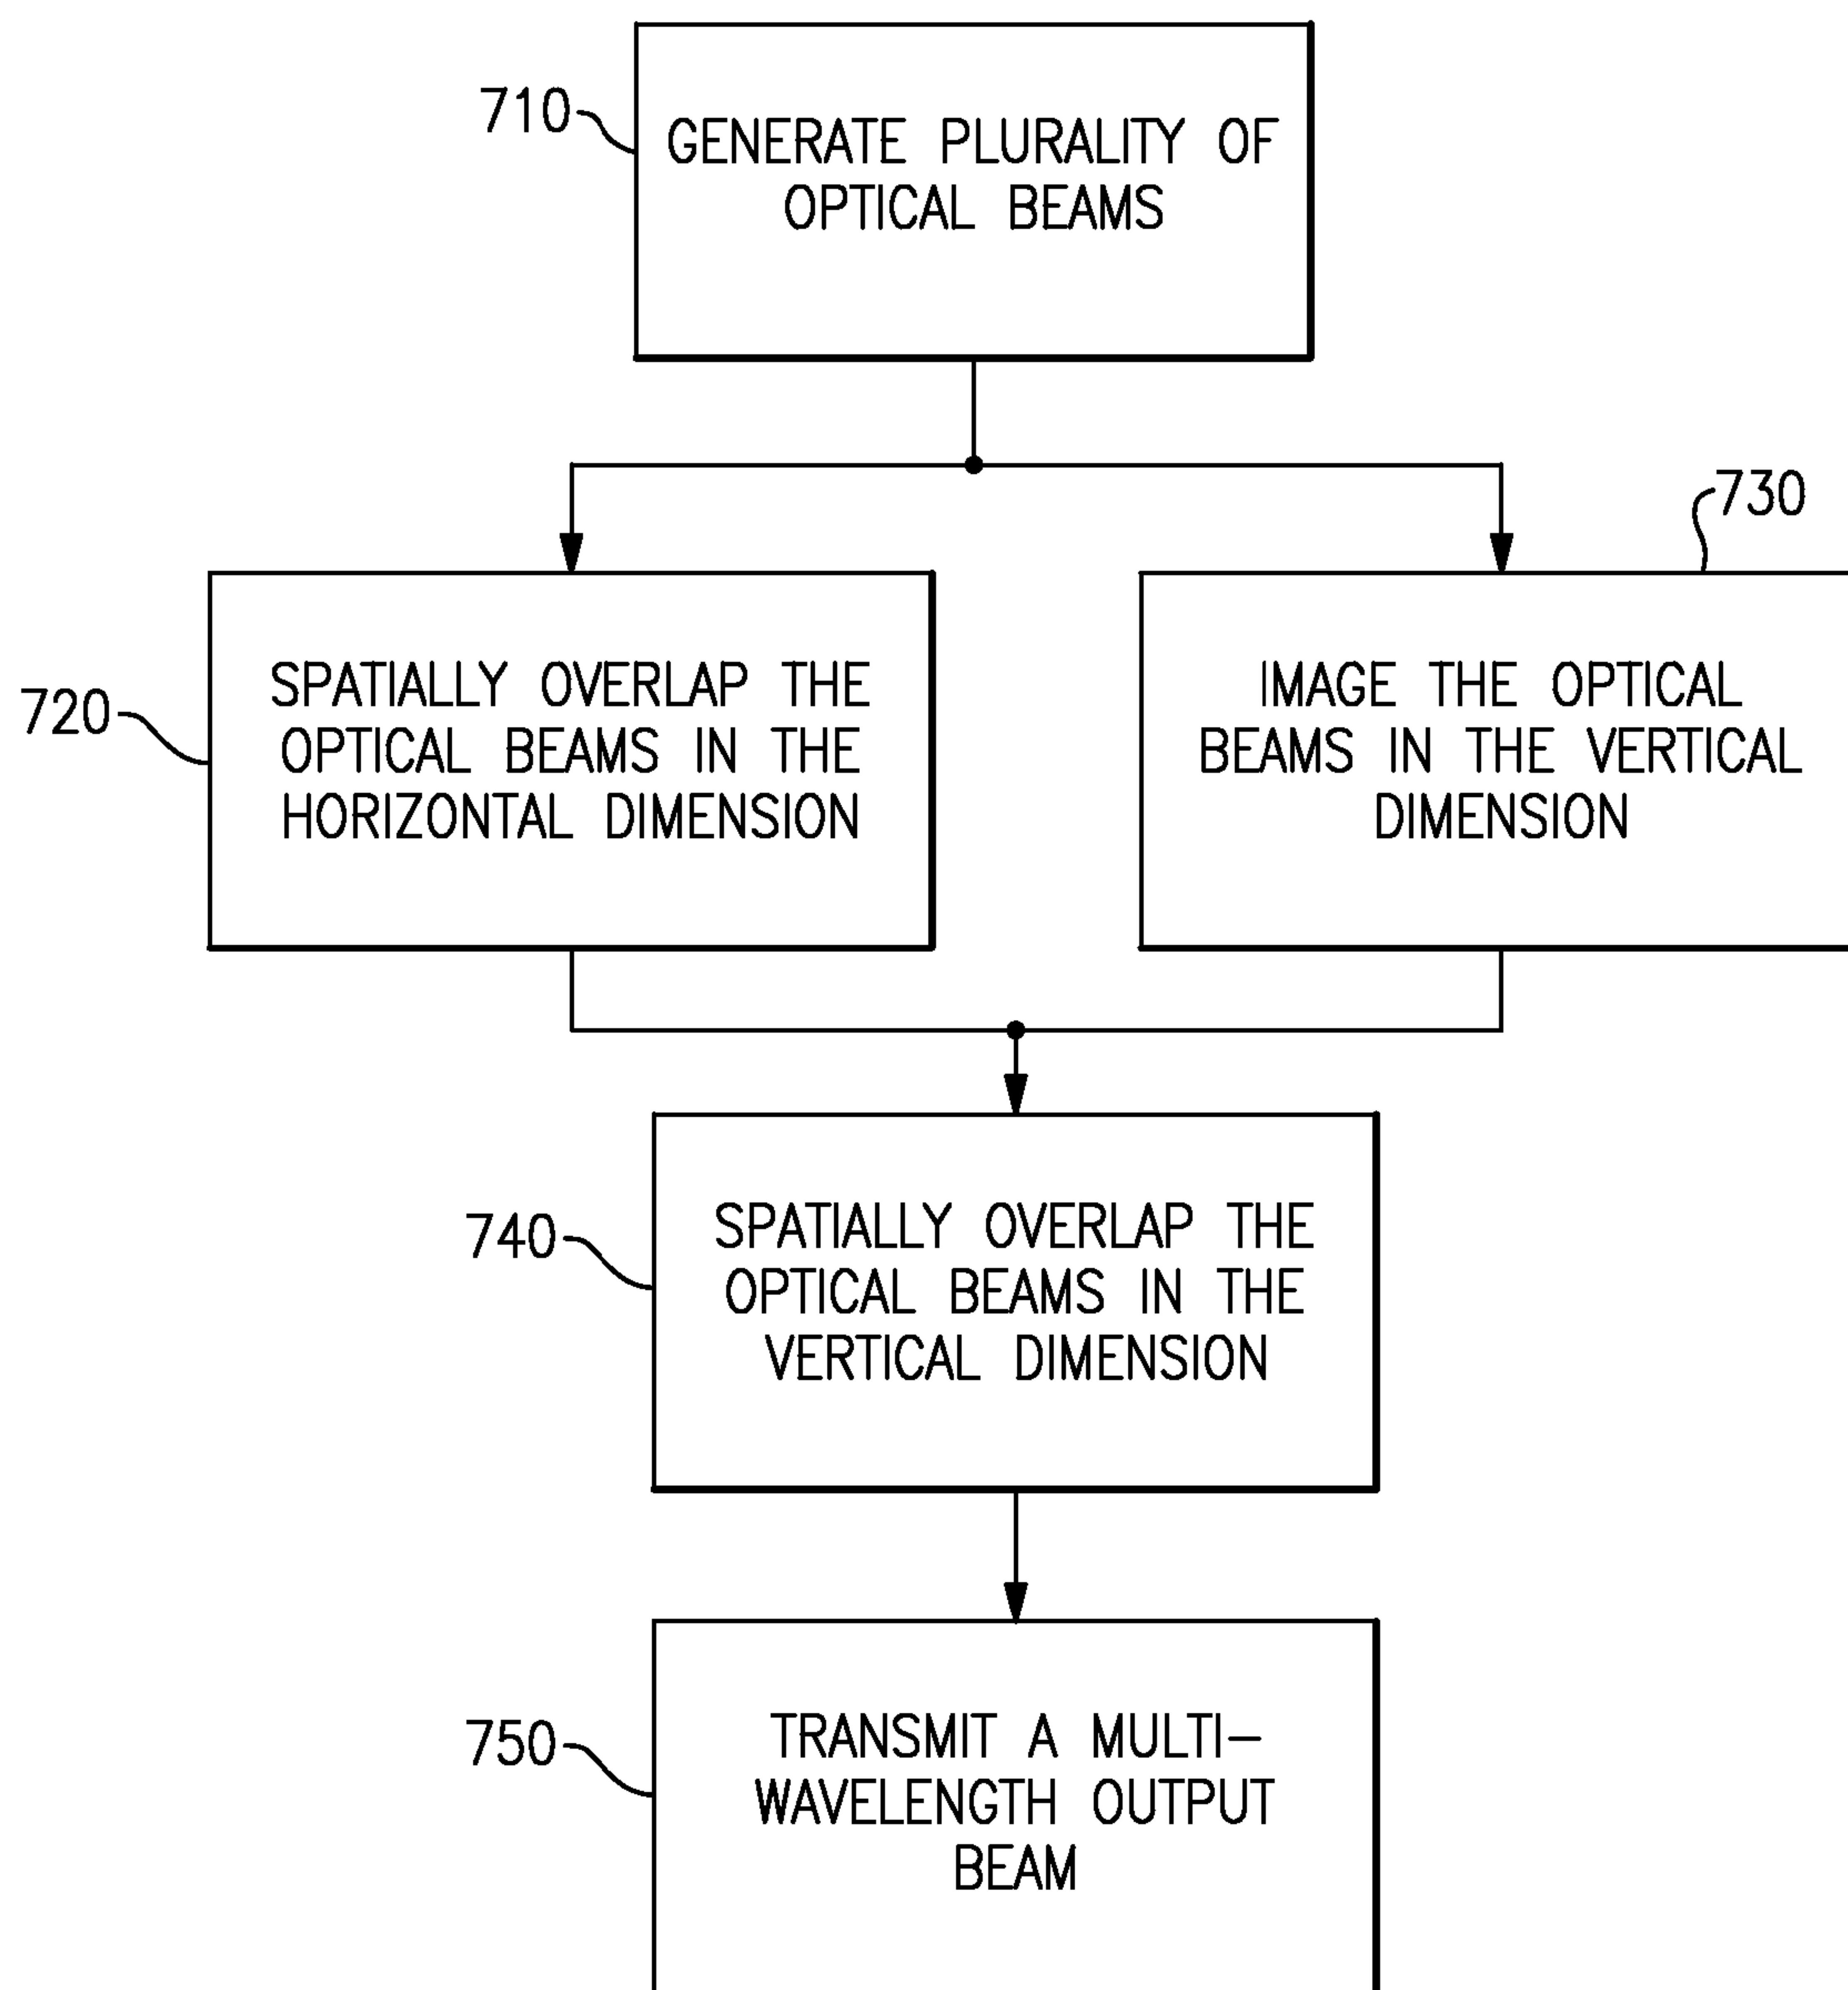 710
GENERATE PLURALITY OF
OPTICAL BEAMS
730
720
SPATIALLY OVERLAP THE
OPTICAL BEAMS IN THE
HORIZONTAL DIMENSION
IMAGE THE OPTICAL
BEAMS IN THE VERTICAL
DIMENSION
740
SPATIALLY OVERLAP THE
OPTICAL BEAMS IN THE
VERTICAL DIMENSION
750
TRANSMIT A MULTI-
WAVELENGTH OUTPUT
BEAM